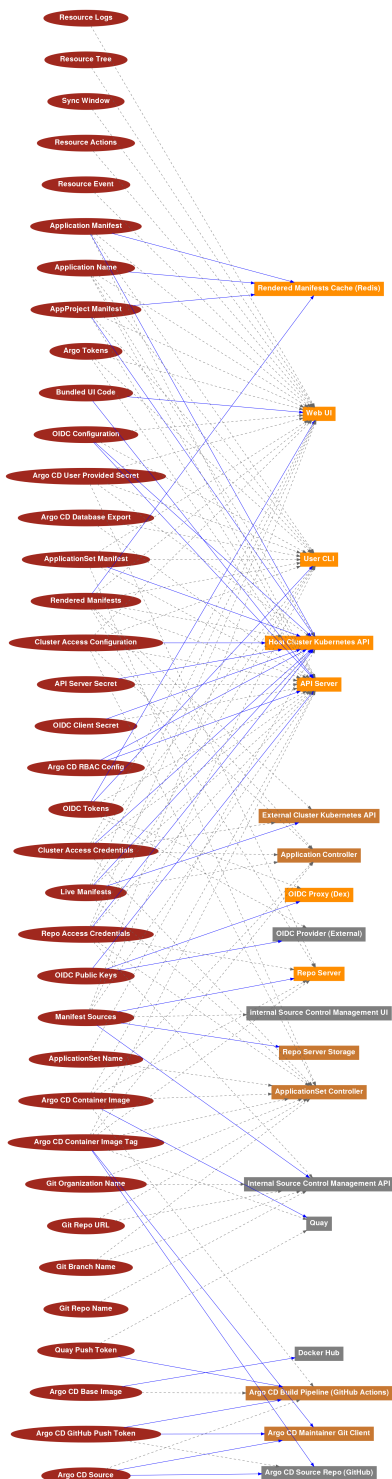 Resource Logs
Resource Tree
Sync Window
Resource Actions
Resource Event
Application Manifest
Application Name
Rendered Manifests Cache (Redis)
AppProject Manifest
Argo Tokens
Bundled UI Code
Web UI
OIDC Configuration
Argo CD User Provided Secret
Argo CD Database Export
ApplicationSet Manifest
User CLI
Rendered Manifests
Cluster Access Configuration
Host Cluster Kubernetes API
API Server Secret
API Server
OIDC Client Secret
Argo CD RBAC Config
OIDC Tokens
External Cluster Kubernetes API
Cluster Access Credentials
Application Controller
Live Manifests
OIDC Proxy (Dex)
Repo Access Credentials
OIDC Provider (External)
OIDC Public Keys
Repo Server
Manifest Sources
Internal Source Control Management UI
ApplicationSet Name
Repo Server Storage
Argo CD Container Image
ApplicationSet Controller
Argo CD Container Image Tag
Git Organization Name
Internal Source Control Management API
Git Repo URL
Quay
Git Branch Name
Git Repo Name
Quay Push Token
Docker Hub
Argo CD Base Image
Argo CD Build Pipeline (GitHub Actions)
Argo CD GitHub Push Token
Argo CD Maintainer Git Client
Argo CD Source
Argo CD Source Repo (GitHub)